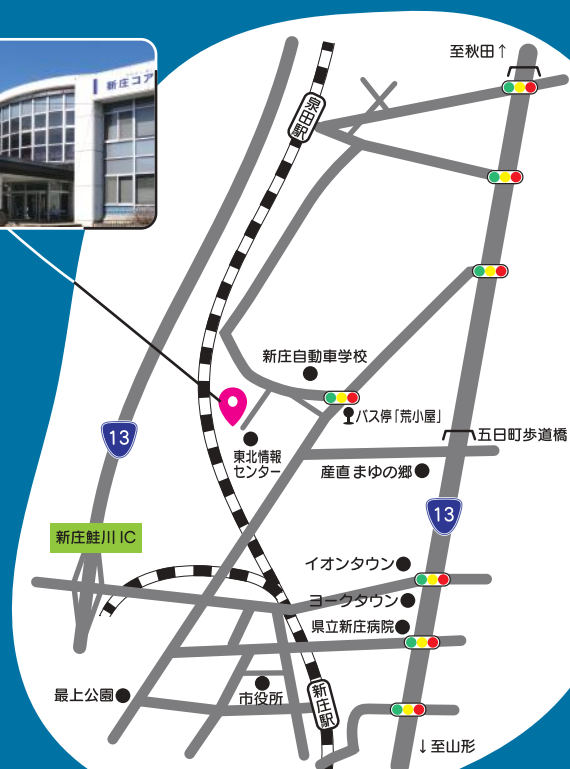 至秋田↑
新庄コア
泉田駅
新庄自動車学校
バス停「荒小屋」
13
五日町歩道橋
東北情報
センター
産直まゆの郷
13
新庄鮭川 IC
イオンタウン
ヨークタウン
県立新庄病院
最上公園
市役所
新庄駅
↓至山形